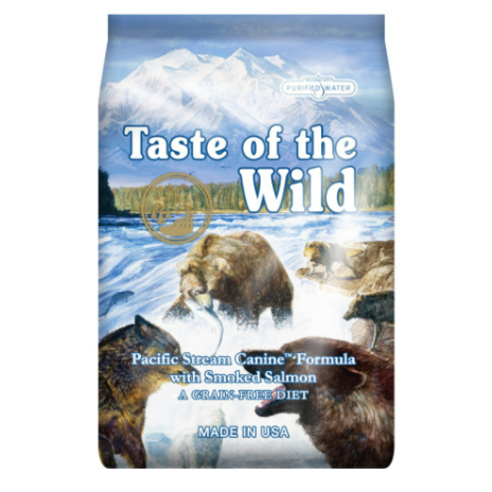 PURIFIED WATER
Taste of the
Wild
Pacific Stream Canine™ Formula
with Smoked Salmon
A GRAIN-FREE DIET
MADE IN USA